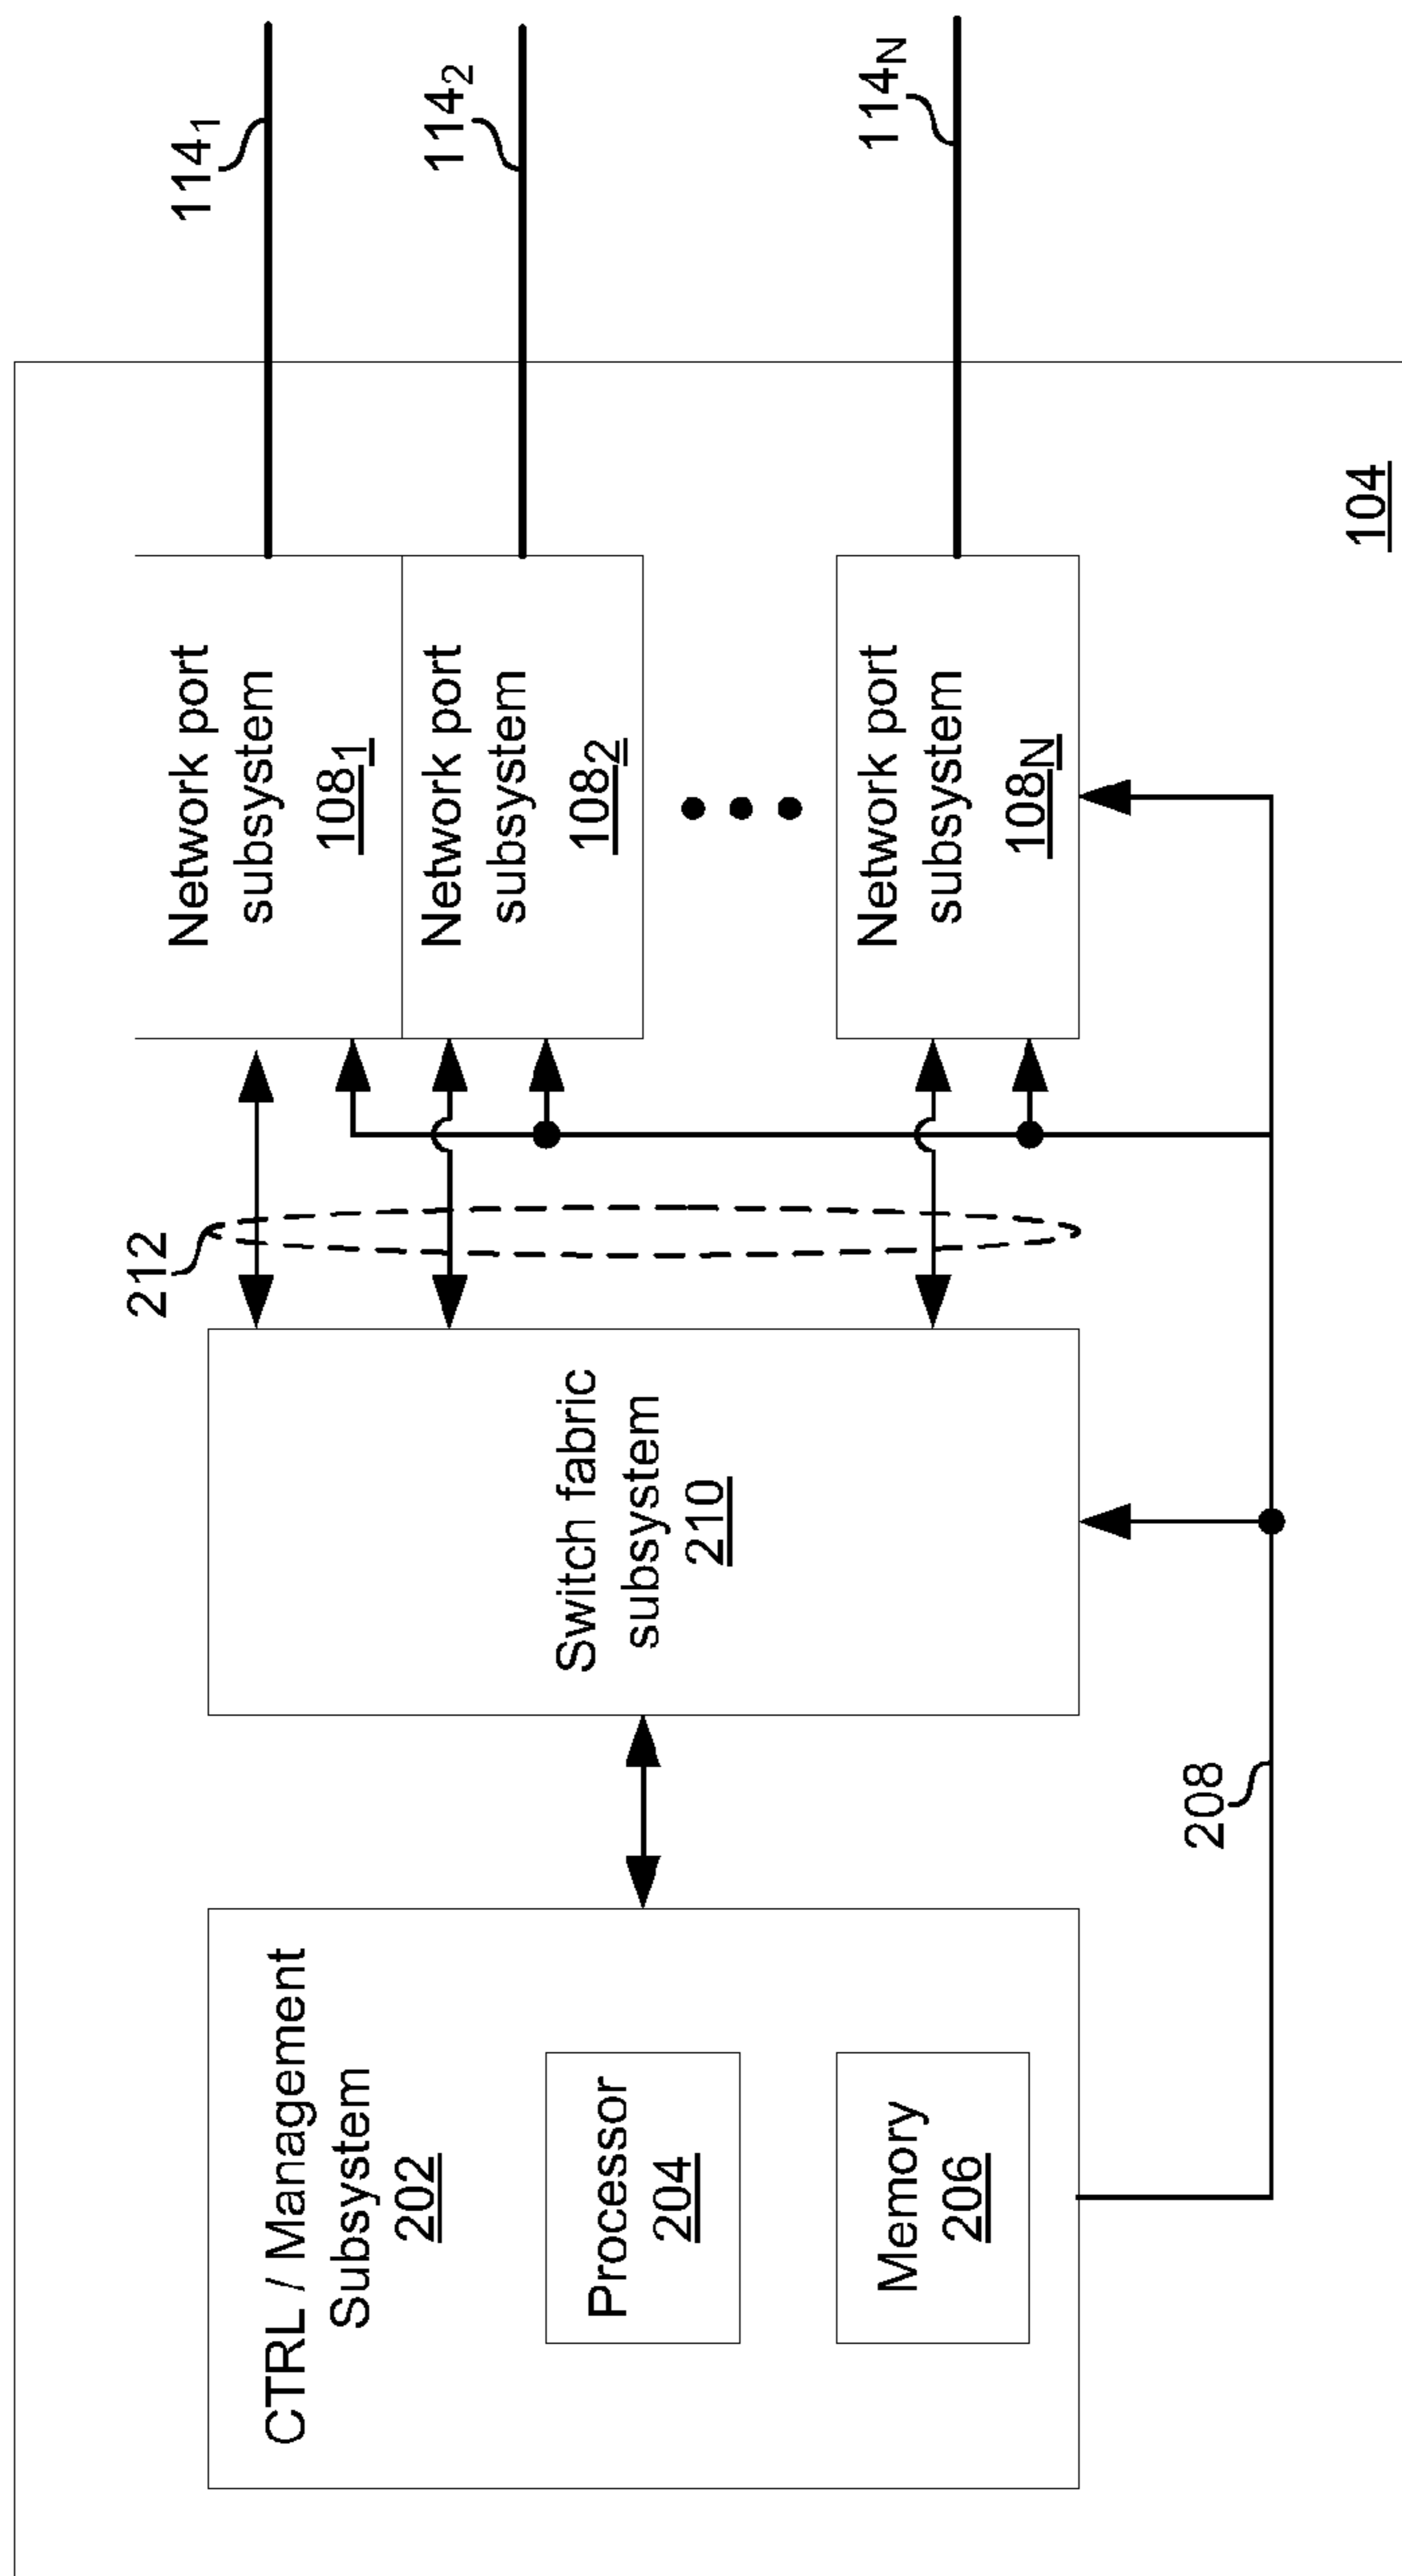 CTRL / Management
Subsystem
202
Processor
204
Memory
206
208
Switch fabric
subsystem
210
212
Network port
subsystem
108₁
Network port
subsystem
108₂
Network port
subsystem
108N
114₁
114₂
114N
104